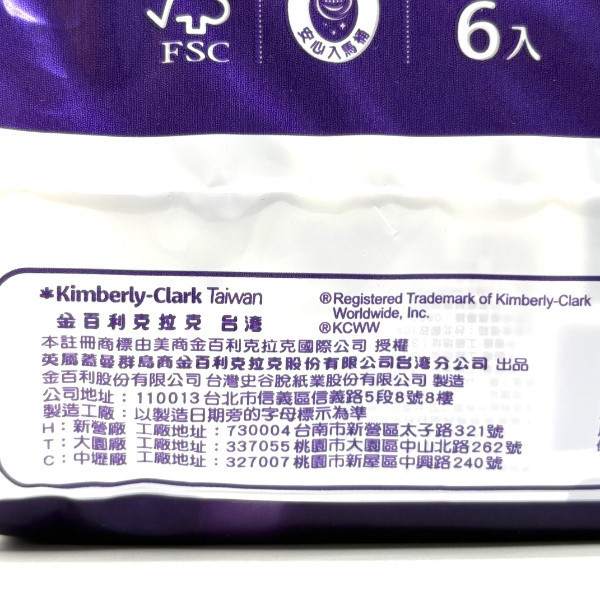 FSC
安心入馬桶
6入
*Kimberly-Clark Taiwan
金百利克拉克 台灣
®Registered Trademark of Kimberly-Clark
Worldwide, Inc.
®KCWW
本註冊商標由美商金百利克拉克國際公司 授權
英屬蓋曼群島商金百利克拉克股份有限公司台灣分公司 出品
金百利股份有限公司 台灣史谷脫紙業股份有限公司 製造
公司地址：110013台北市信義區信義路5段8號8樓
製造工廠：以製造日期旁的字母標示為準
H：新營廠 工廠地址：730004台南市新營區太子路321號
T：大園廠 工廠地址：337055桃園市大園區中山北路262號
C：中壢廠 工廠地址：327007桃園市新屋區中興路240號